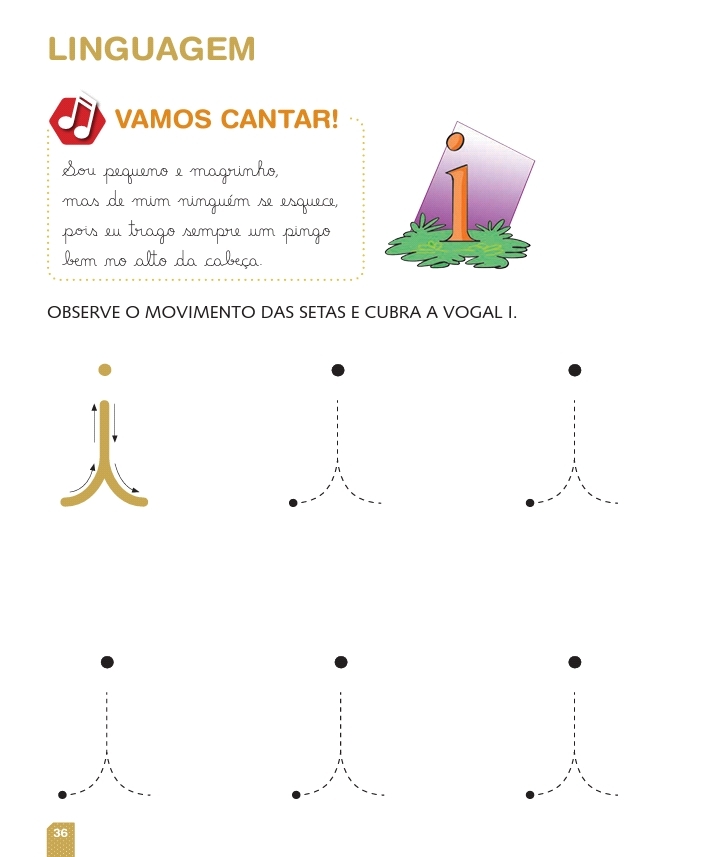 LINGUAGEM
VAMOS CANTAR!
Sou pequeno e magrinho,
mas de mim ninguém se esquece,
pois eu trago sempre um pingo
bem no alto da cabeça.
i
OBSERVE O MOVIMENTO DAS SETAS E CUBRA A VOGAL I.
i i i
i i i
36